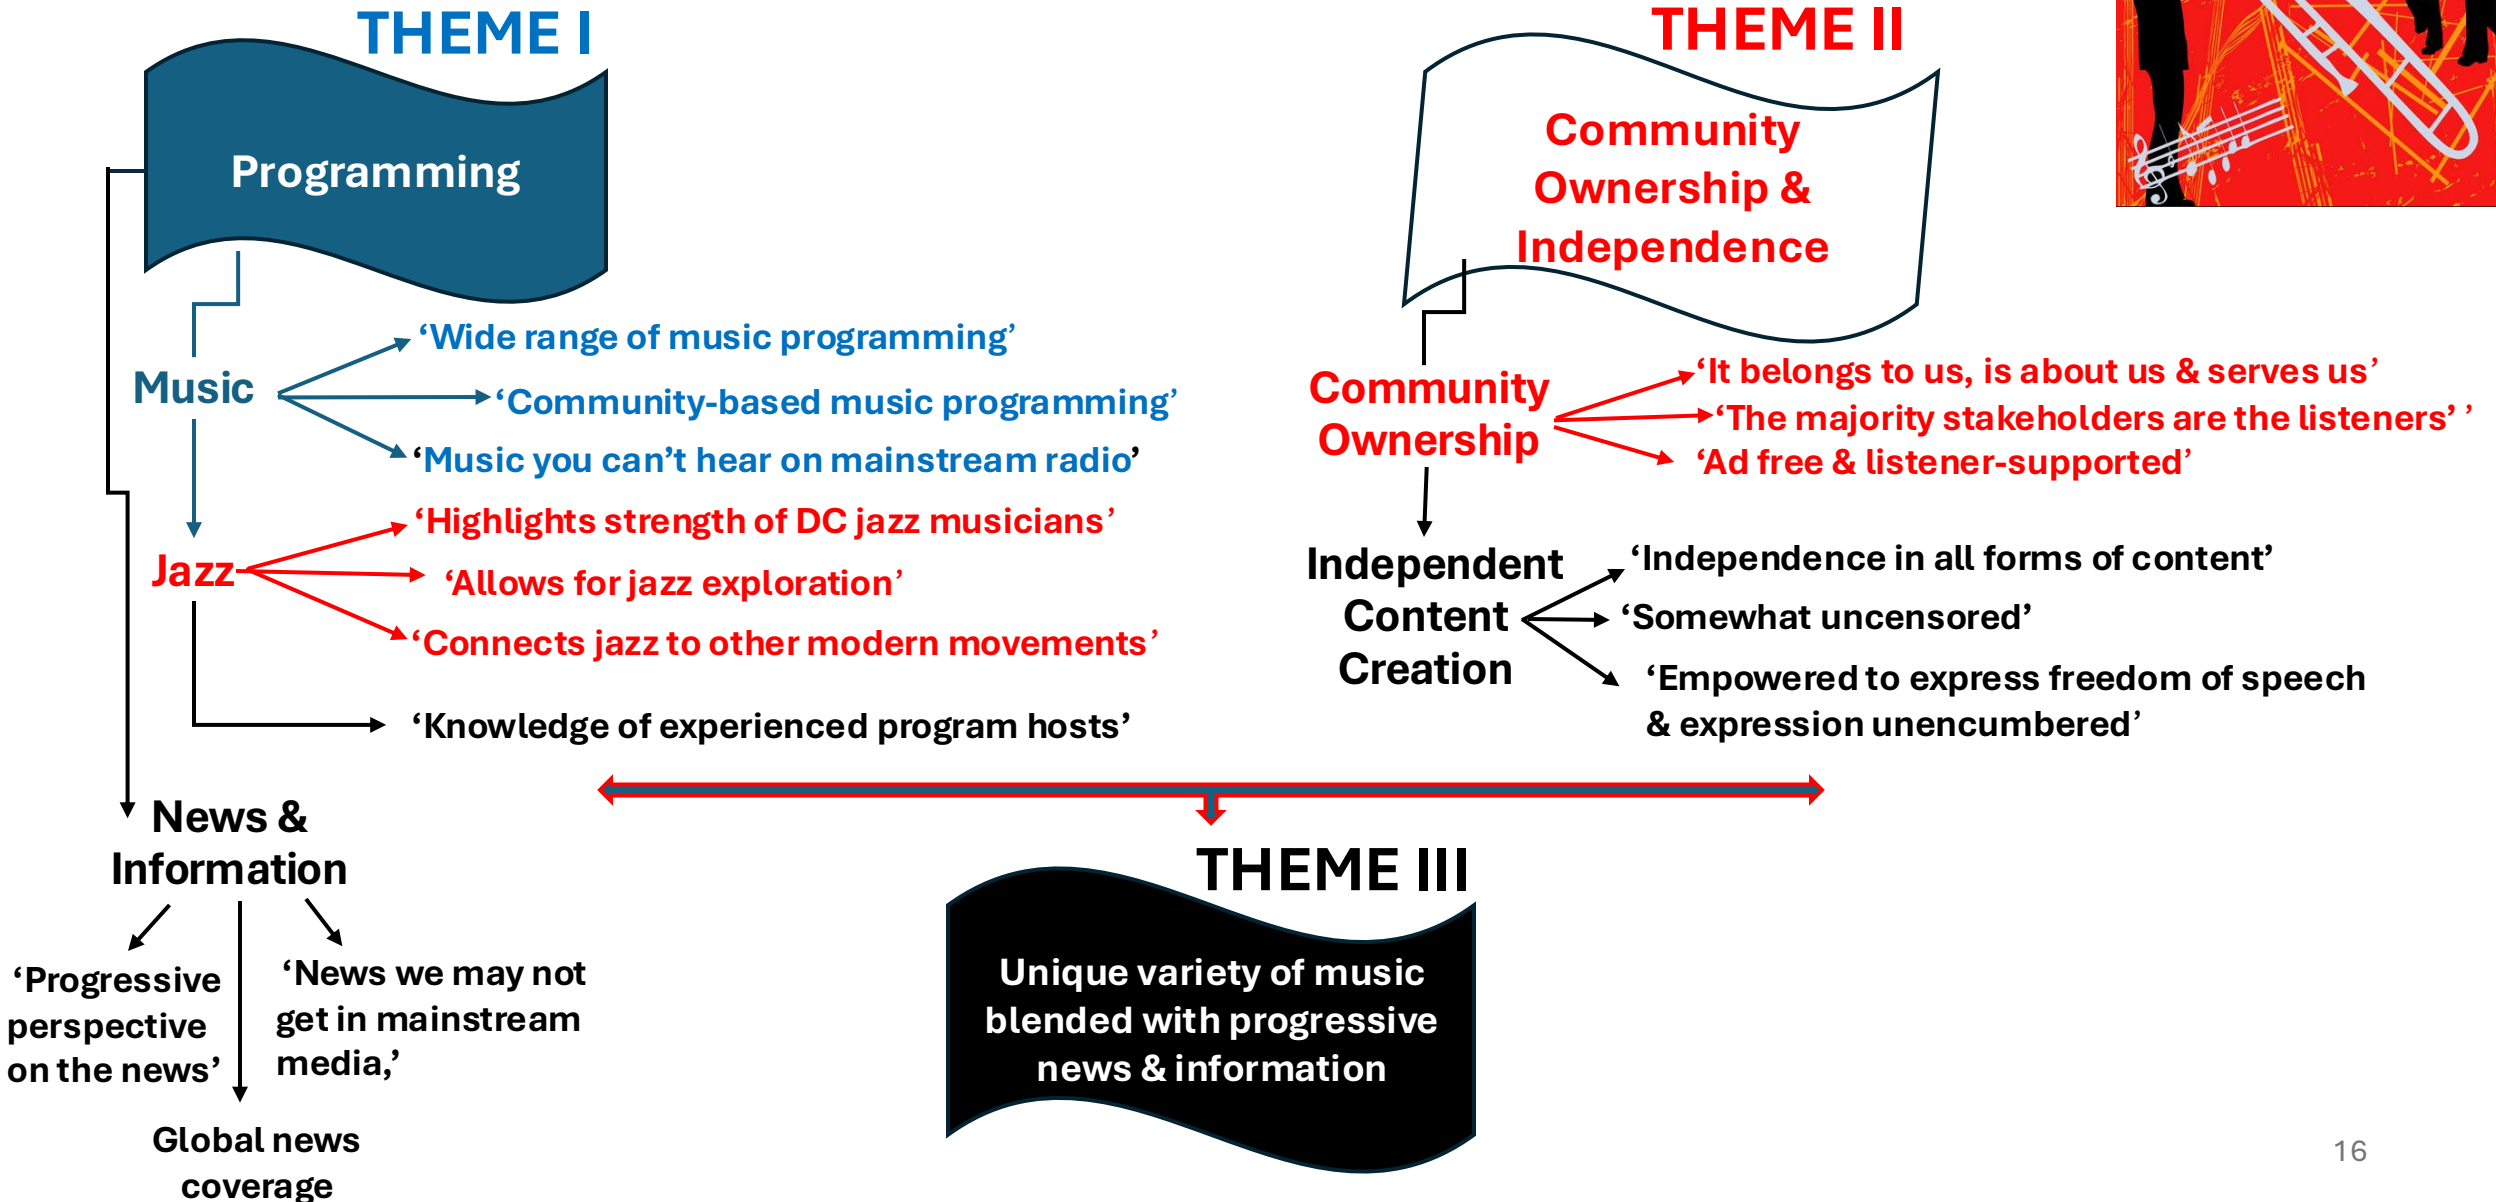 THEME I
Programming
Music
‘Wide range of music programming’
‘Community-based music programming’
‘Music you can’t hear on mainstream radio’
Jazz
‘Highlights strength of DC jazz musicians’
‘Allows for jazz exploration’
‘Connects jazz to other modern movements’
‘Knowledge of experienced program hosts’
News &
Information
‘Progressive
perspective
on the news’
‘News we may not
get in mainstream
media,’
Global news
coverage
THEME II
Community
Ownership &
Independence
Community
Ownership
‘It belongs to us, is about us & serves us’
‘The majority stakeholders are the listeners’ ’
‘Ad free & listener-supported’
Independent
Content
Creation
‘Independence in all forms of content’
‘Somewhat uncensored’
‘Empowered to express freedom of speech
& expression unencumbered’
THEME III
Unique variety of music
blended with progressive
news & information
16